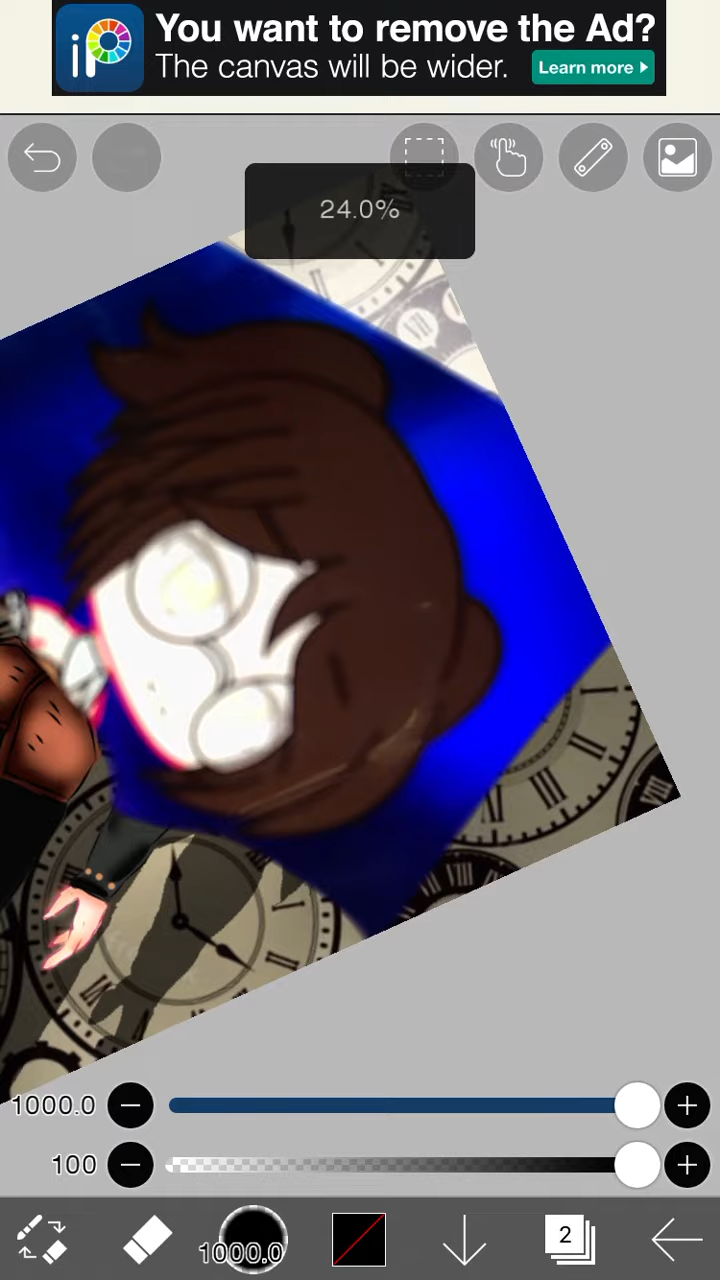 iP
You want to remove the Ad?
The canvas will be wider.
Learn more
24.0%
1000.0
100
1000.0
2